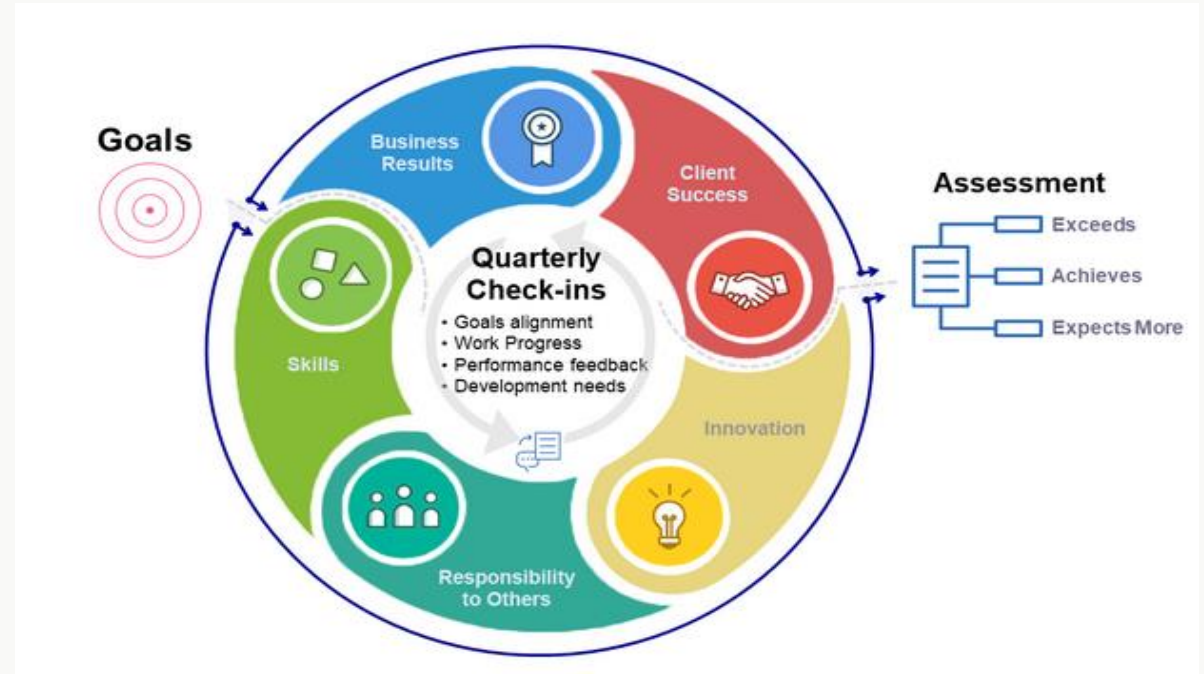 Goals
Business
Results
Client
Success
Assessment
Exceeds
Achieves
Expects More
Quarterly
Check-ins
• Goals alignment
• Work Progress
• Performance feedback
• Development needs
Skills
Innovation
Responsibility
to Others